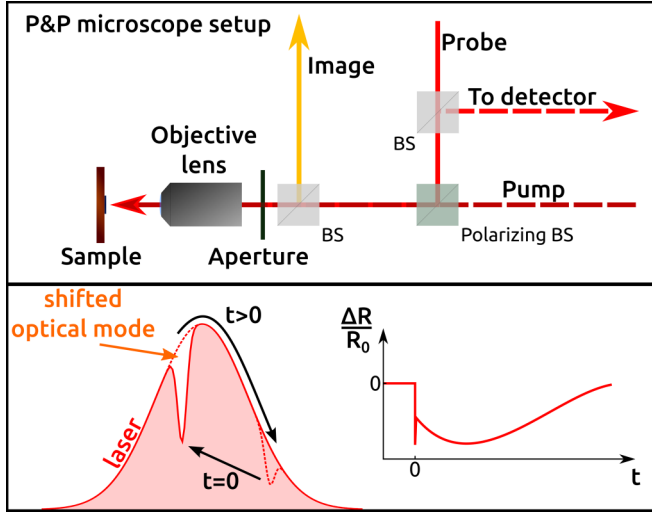 P&P microscope setup
Probe
Image
To detector
Objective
lens
BS
Pump
Sample
Aperture
BS
Polarizing BS
shifted
optical mode
t>0
laser
t=0
ΔR
R₀
0
0
t